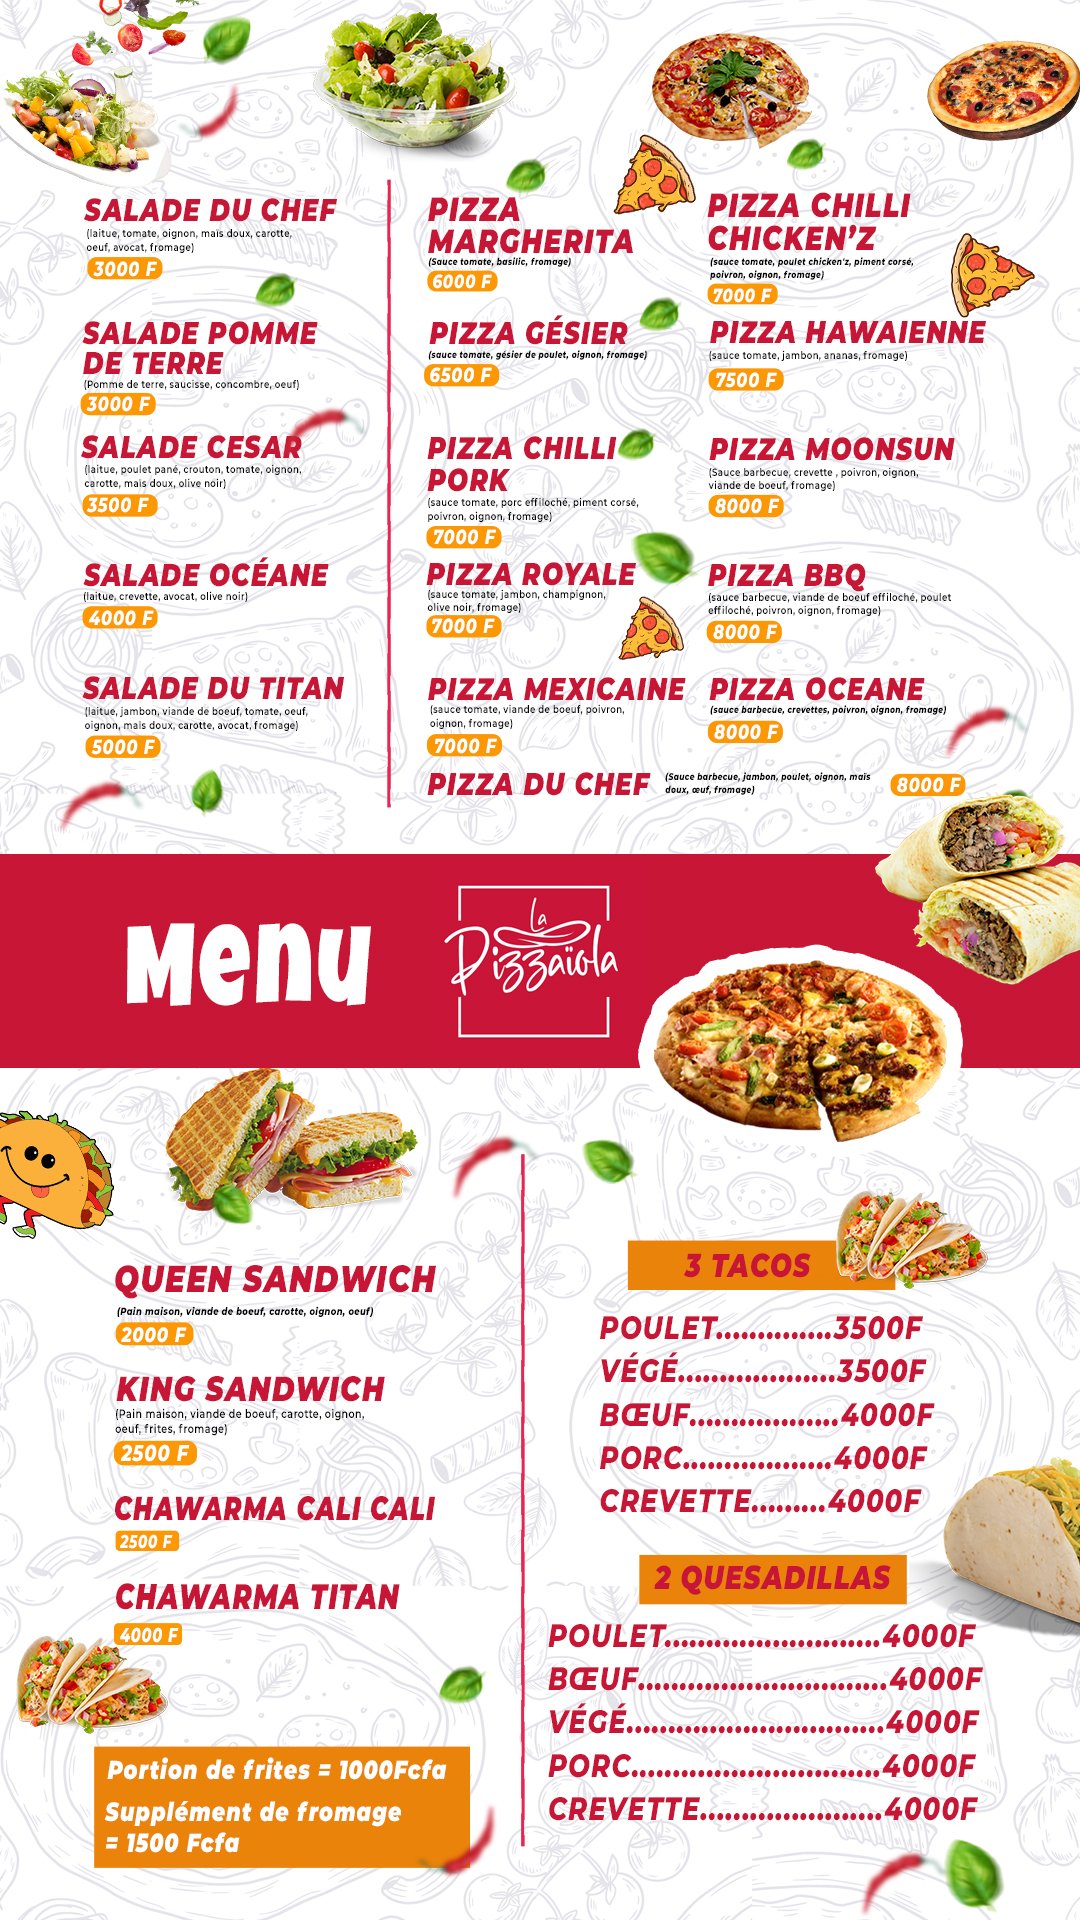 SALADE DU CHEF
(laitue, tomate, oignon, maïs doux, carotte,
oeuf, avocat, fromage)
3000 F
SALADE POMME
DE TERRE
(Pomme de terre, saucisse, concombre, oeuf)
3000 F
SALADE CESAR
(laitue, poulet pané, crouton, tomate, oignon,
carotte, maïs doux, olive noir)
3500 F
SALADE OCÉANE
(laitue, crevette, avocat, olive noir)
4000 F
SALADE DU TITAN
(laitue, jambon, viande de boeuf, tomate, oeuf,
oignon, maïs doux, carotte, avocat, fromage)
5000 F
PIZZA
MARGHERITA
(Sauce tomate, basilic, fromage)
6000 F
PIZZA GÉSIER
(sauce tomate, gésier de poulet, oignon, fromage)
6500 F
PIZZA CHILLI
PORK
(sauce tomate, porc effiloché, piment corsé,
poivron, oignon, fromage)
7000 F
PIZZA ROYALE
(sauce tomate, jambon, champignon,
olive noir, fromage)
7000 F
PIZZA MEXICAINE
(sauce tomate, viande de boeuf, poivron,
oignon, fromage)
7000 F
PIZZA CHILLI
CHICKEN'Z
(sauce tomate, poulet chicken'z, piment corsé,
poivron, oignon, fromage)
7000 F
PIZZA HAWAIENNE
(sauce tomate, jambon, ananas, fromage)
7500 F
PIZZA MOONSUN
(Sauce barbecue, crevette , poivron, oignon,
viande de boeuf, fromage)
8000 F
PIZZA BBQ
(sauce barbecue, viande de boeuf effiloché, poulet
effiloché, poivron, oignon, fromage)
8000 F
PIZZA OCEANE
(sauce barbecue, crevettes, poivron, oignon, fromage)
8000 F
PIZZA DU CHEF
(Sauce barbecue, jambon, poulet, oignon, maïs
doux, œuf, fromage)
8000 F
Menu
La
Pizzaïola
QUEEN SANDWICH
(Pain maison, viande de boeuf, carotte, oignon, oeuf)
2000 F
KING SANDWICH
(Pain maison, viande de boeuf, carotte, oignon,
oeuf, frites, fromage)
2500 F
CHAWARMA CALI CALI
2500 F
CHAWARMA TITAN
4000 F
Portion de frites = 1000Fcfa
Supplément de fromage
= 1500 Fcfa
3 TACOS
POULET..............3500F
VÉGÉ...................3500F
BŒUF..................4000F
PORC..................4000F
CREVETTE.........4000F
2 QUESADILLAS
POULET..........................4000F
BŒUF..............................4000F
VÉGÉ...............................4000F
PORC..............................4000F
CREVETTE......................4000F